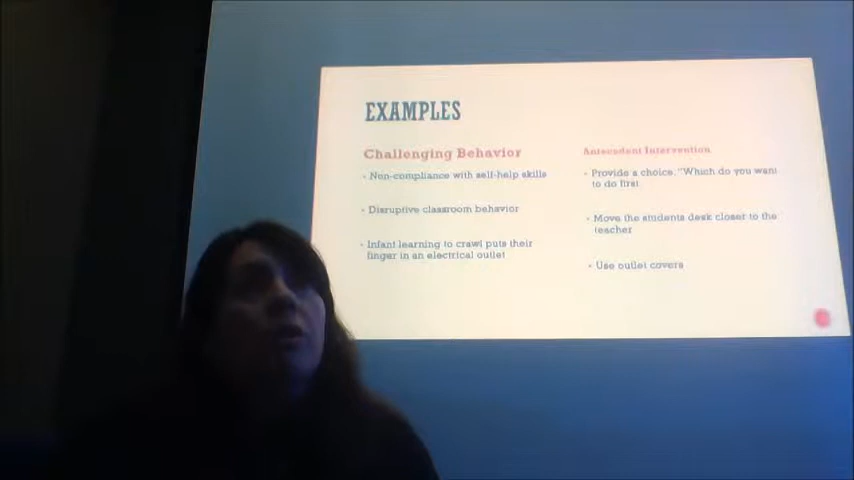 EXAMPLES
Challenging Behavior
• Non-compliance with self-help skills
• Disruptive classroom behavior
• Infant learning to crawl puts their
finger in an electrical outlet
Antecedent Intervention
• Provide a choice. "Which do you want
to do first
• Move the students desk closer to the
teacher
• Use outlet covers